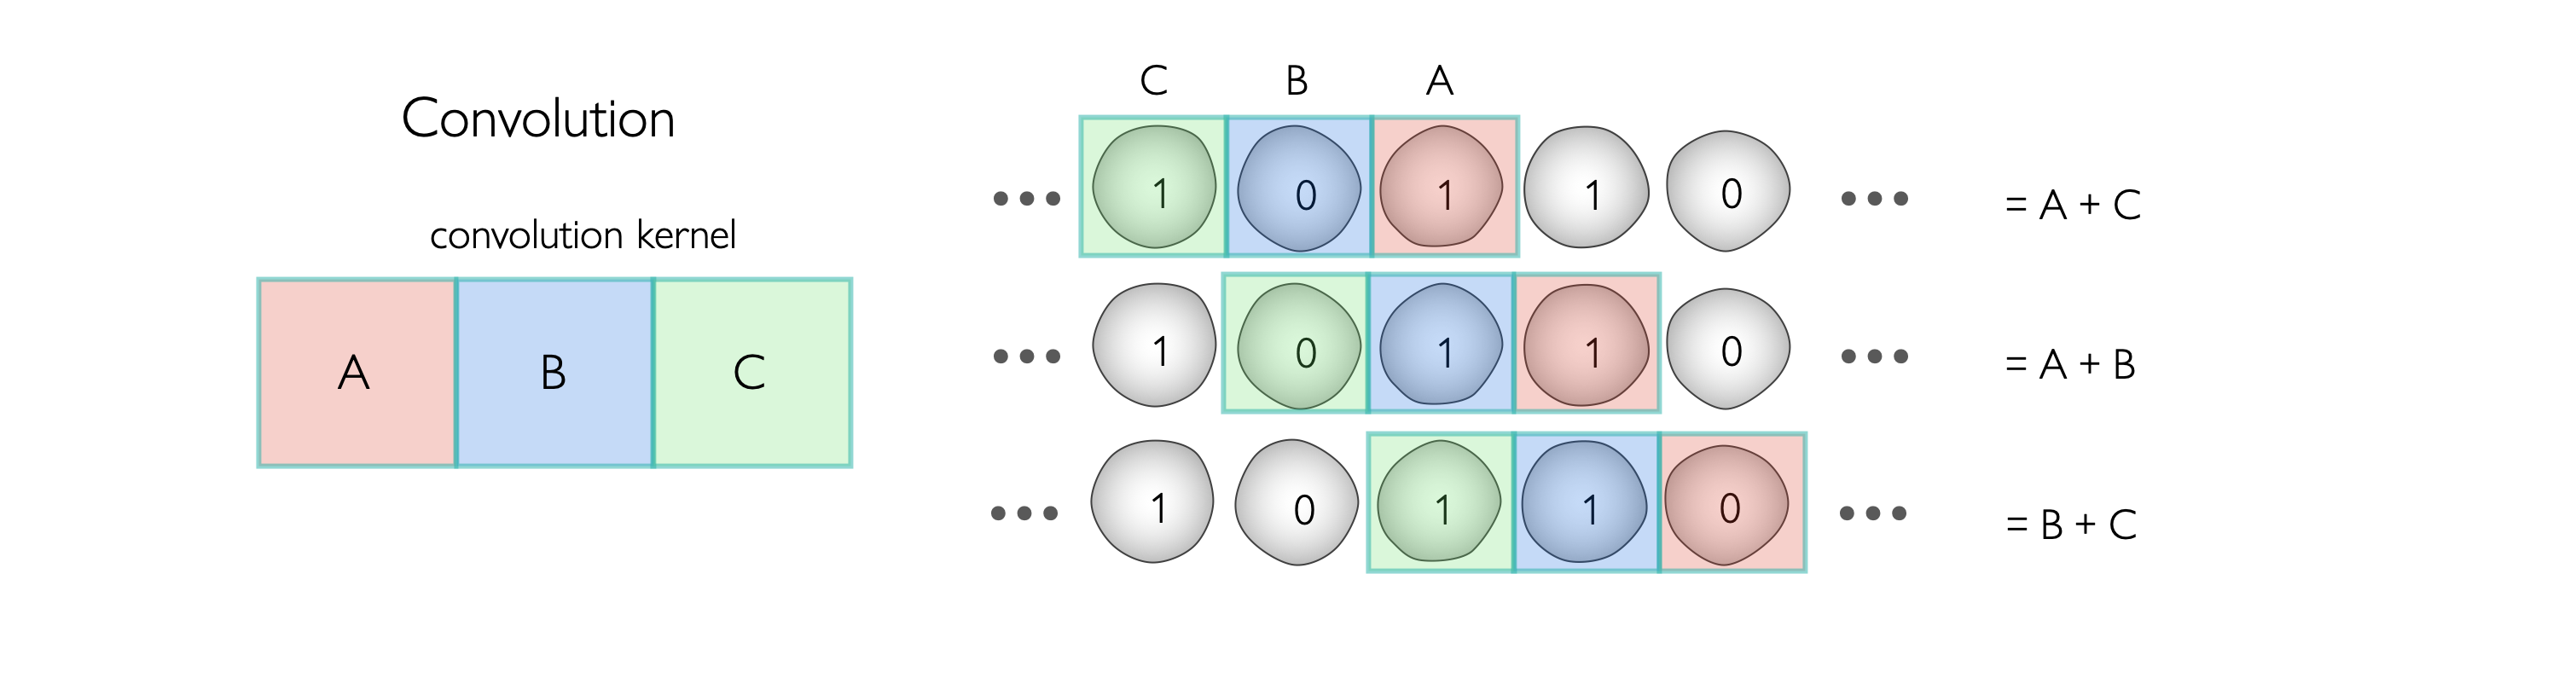 Convolution
convolution kernel
A B C
C B A
••• 1 0 1 1 0 ••• = A + C
••• 1 0 1 1 0 ••• = A + B
••• 1 0 1 1 0 ••• = B + C